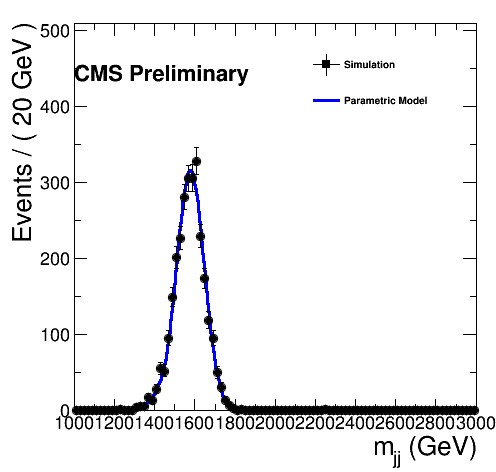 Events / ( 20 GeV )
500
400
300
200
100
0
CMS Preliminary
Simulation
Parametric Model
1000 1200 1400 1600 1800 2000 2200 2400 2600 2800 3000
m_jj (GeV)